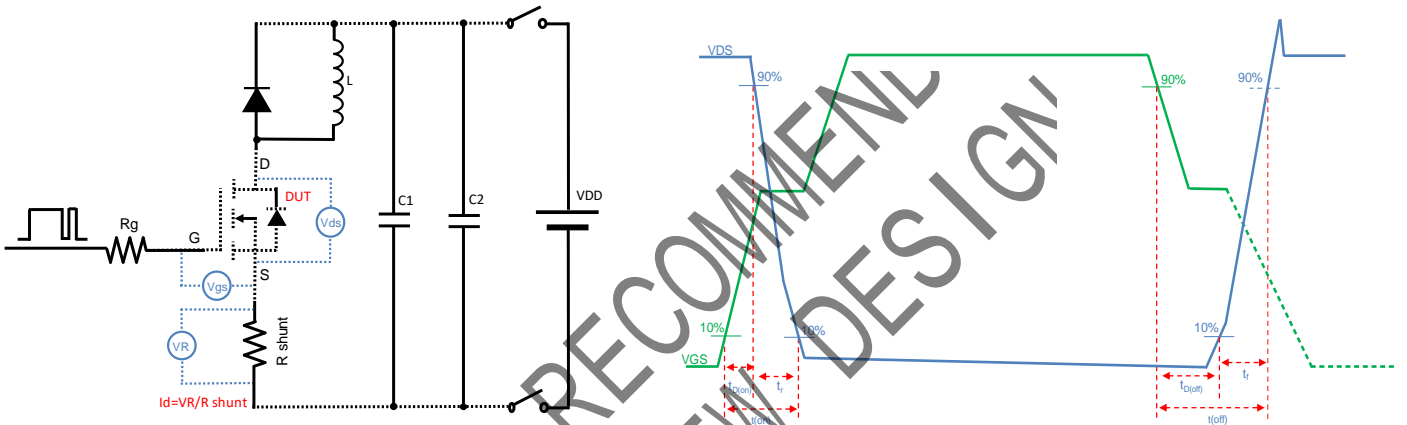 L
D
DUT
Rg
G
S
Vds
Vgs
VR
R shunt
Id=VR/R shunt
C1
C2
VDD
VDS
90%
90%
90%
10%
10%
10%
VGS
tD(on)
tr
t(on)
tD(off)
tf
t(off)
RECOMMEND
EW DESIGN